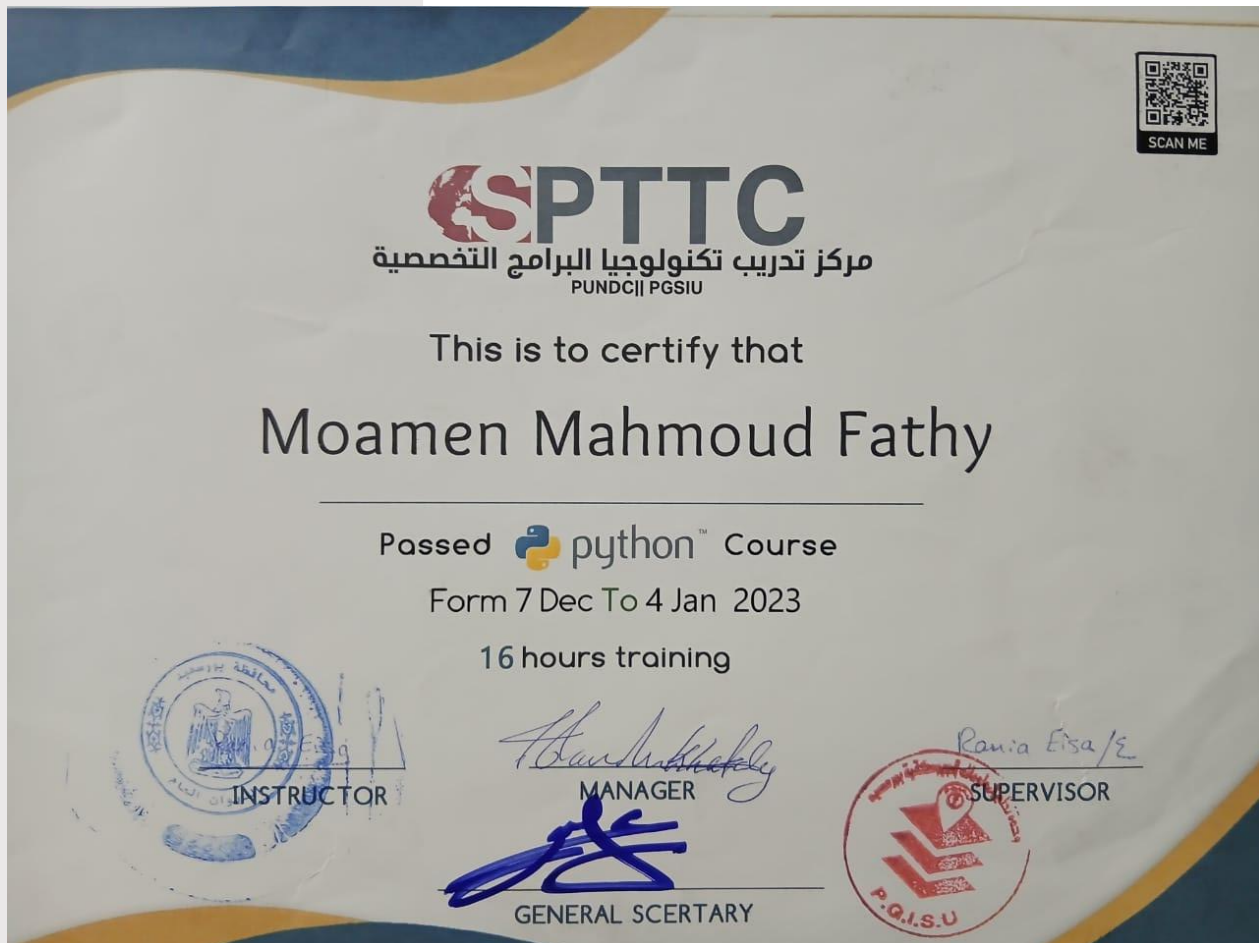 SCAN ME
SPTTC
مركز تدريب تكنولوجيا البرامج التخصصية
PUNDC|| PGSIU
This is to certify that
Moamen Mahmoud Fathy
Passed python™ Course
Form 7 Dec To 4 Jan 2023
16 hours training
محافظة بورسعيد
Rania Eisa /ع
INSTRUCTOR
MANAGER
SUPERVISOR
P.G.I.S.U
GENERAL SCERTARY